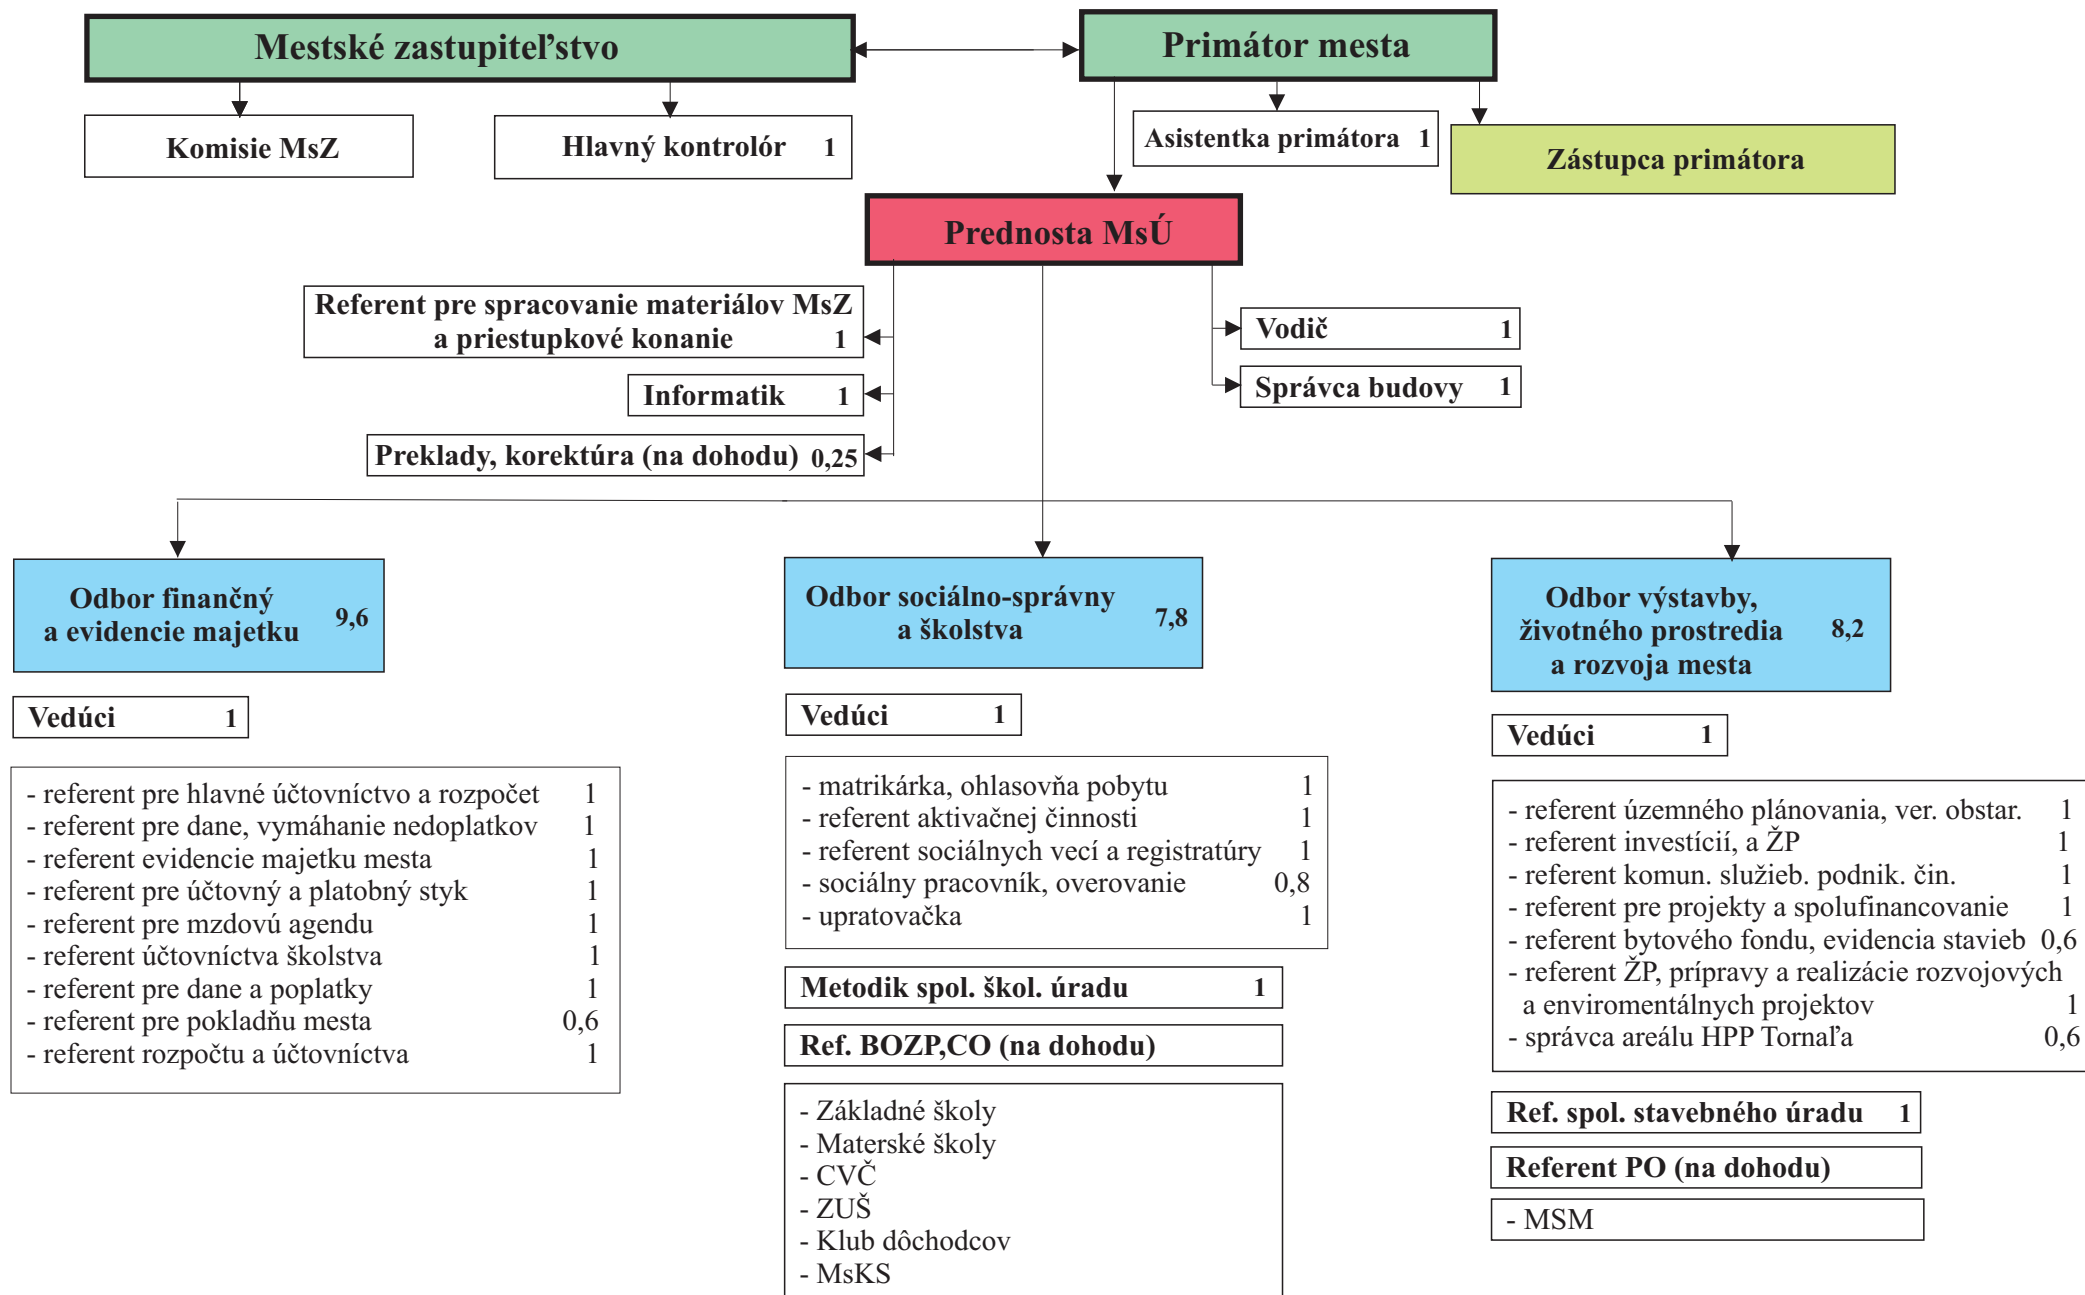 Mestské zastupiteľstvo
Primátor mesta
Komisie MsZ
Hlavný kontrolór 1
Asistentka primátora 1
Zástupca primátora
Prednosta MsÚ
Referent pre spracovanie materiálov MsZ
a priestupkové konanie 1
Informatik 1
Preklady, korektúra (na dohodu) 0,25
Vodič 1
Správca budovy 1
Odbor finančný
a evidencie majetku 9,6
Vedúci 1
- referent pre hlavné účtovníctvo a rozpočet 1
- referent pre dane, vymáhanie nedoplatkov 1
- referent evidencie majetku mesta 1
- referent pre účtovný a platobný styk 1
- referent pre mzdovú agendu 1
- referent účtovníctva školstva 1
- referent pre dane a poplatky 1
- referent pre pokladňu mesta 0,6
- referent rozpočtu a účtovníctva 1
Odbor sociálno-správny
a školstva 7,8
Vedúci 1
- matrikárka, ohlasovňa pobytu 1
- referent aktivačnej činnosti 1
- referent sociálnych vecí a registratúry 1
- sociálny pracovník, overovanie 0,8
- upratovačka 1
Metodik spol. škol. úradu 1
Ref. BOZP,CO (na dohodu)
- Základné školy
- Materské školy
- CVČ
- ZUŠ
- Klub dôchodcov
- MsKS
Odbor výstavby,
životného prostredia 8,2
a rozvoja mesta
Vedúci 1
- referent územného plánovania, ver. obstar. 1
- referent investícií, a ŽP 1
- referent komun. služieb. podnik. čin. 1
- referent pre projekty a spolufinancovanie 1
- referent bytového fondu, evidencia stavieb 0,6
- referent ŽP, prípravy a realizácie rozvojových
a enviromentálnych projektov 1
- správca areálu HPP Tornaľa 0,6
Ref. spol. stavebného úradu 1
Referent PO (na dohodu)
- MSM